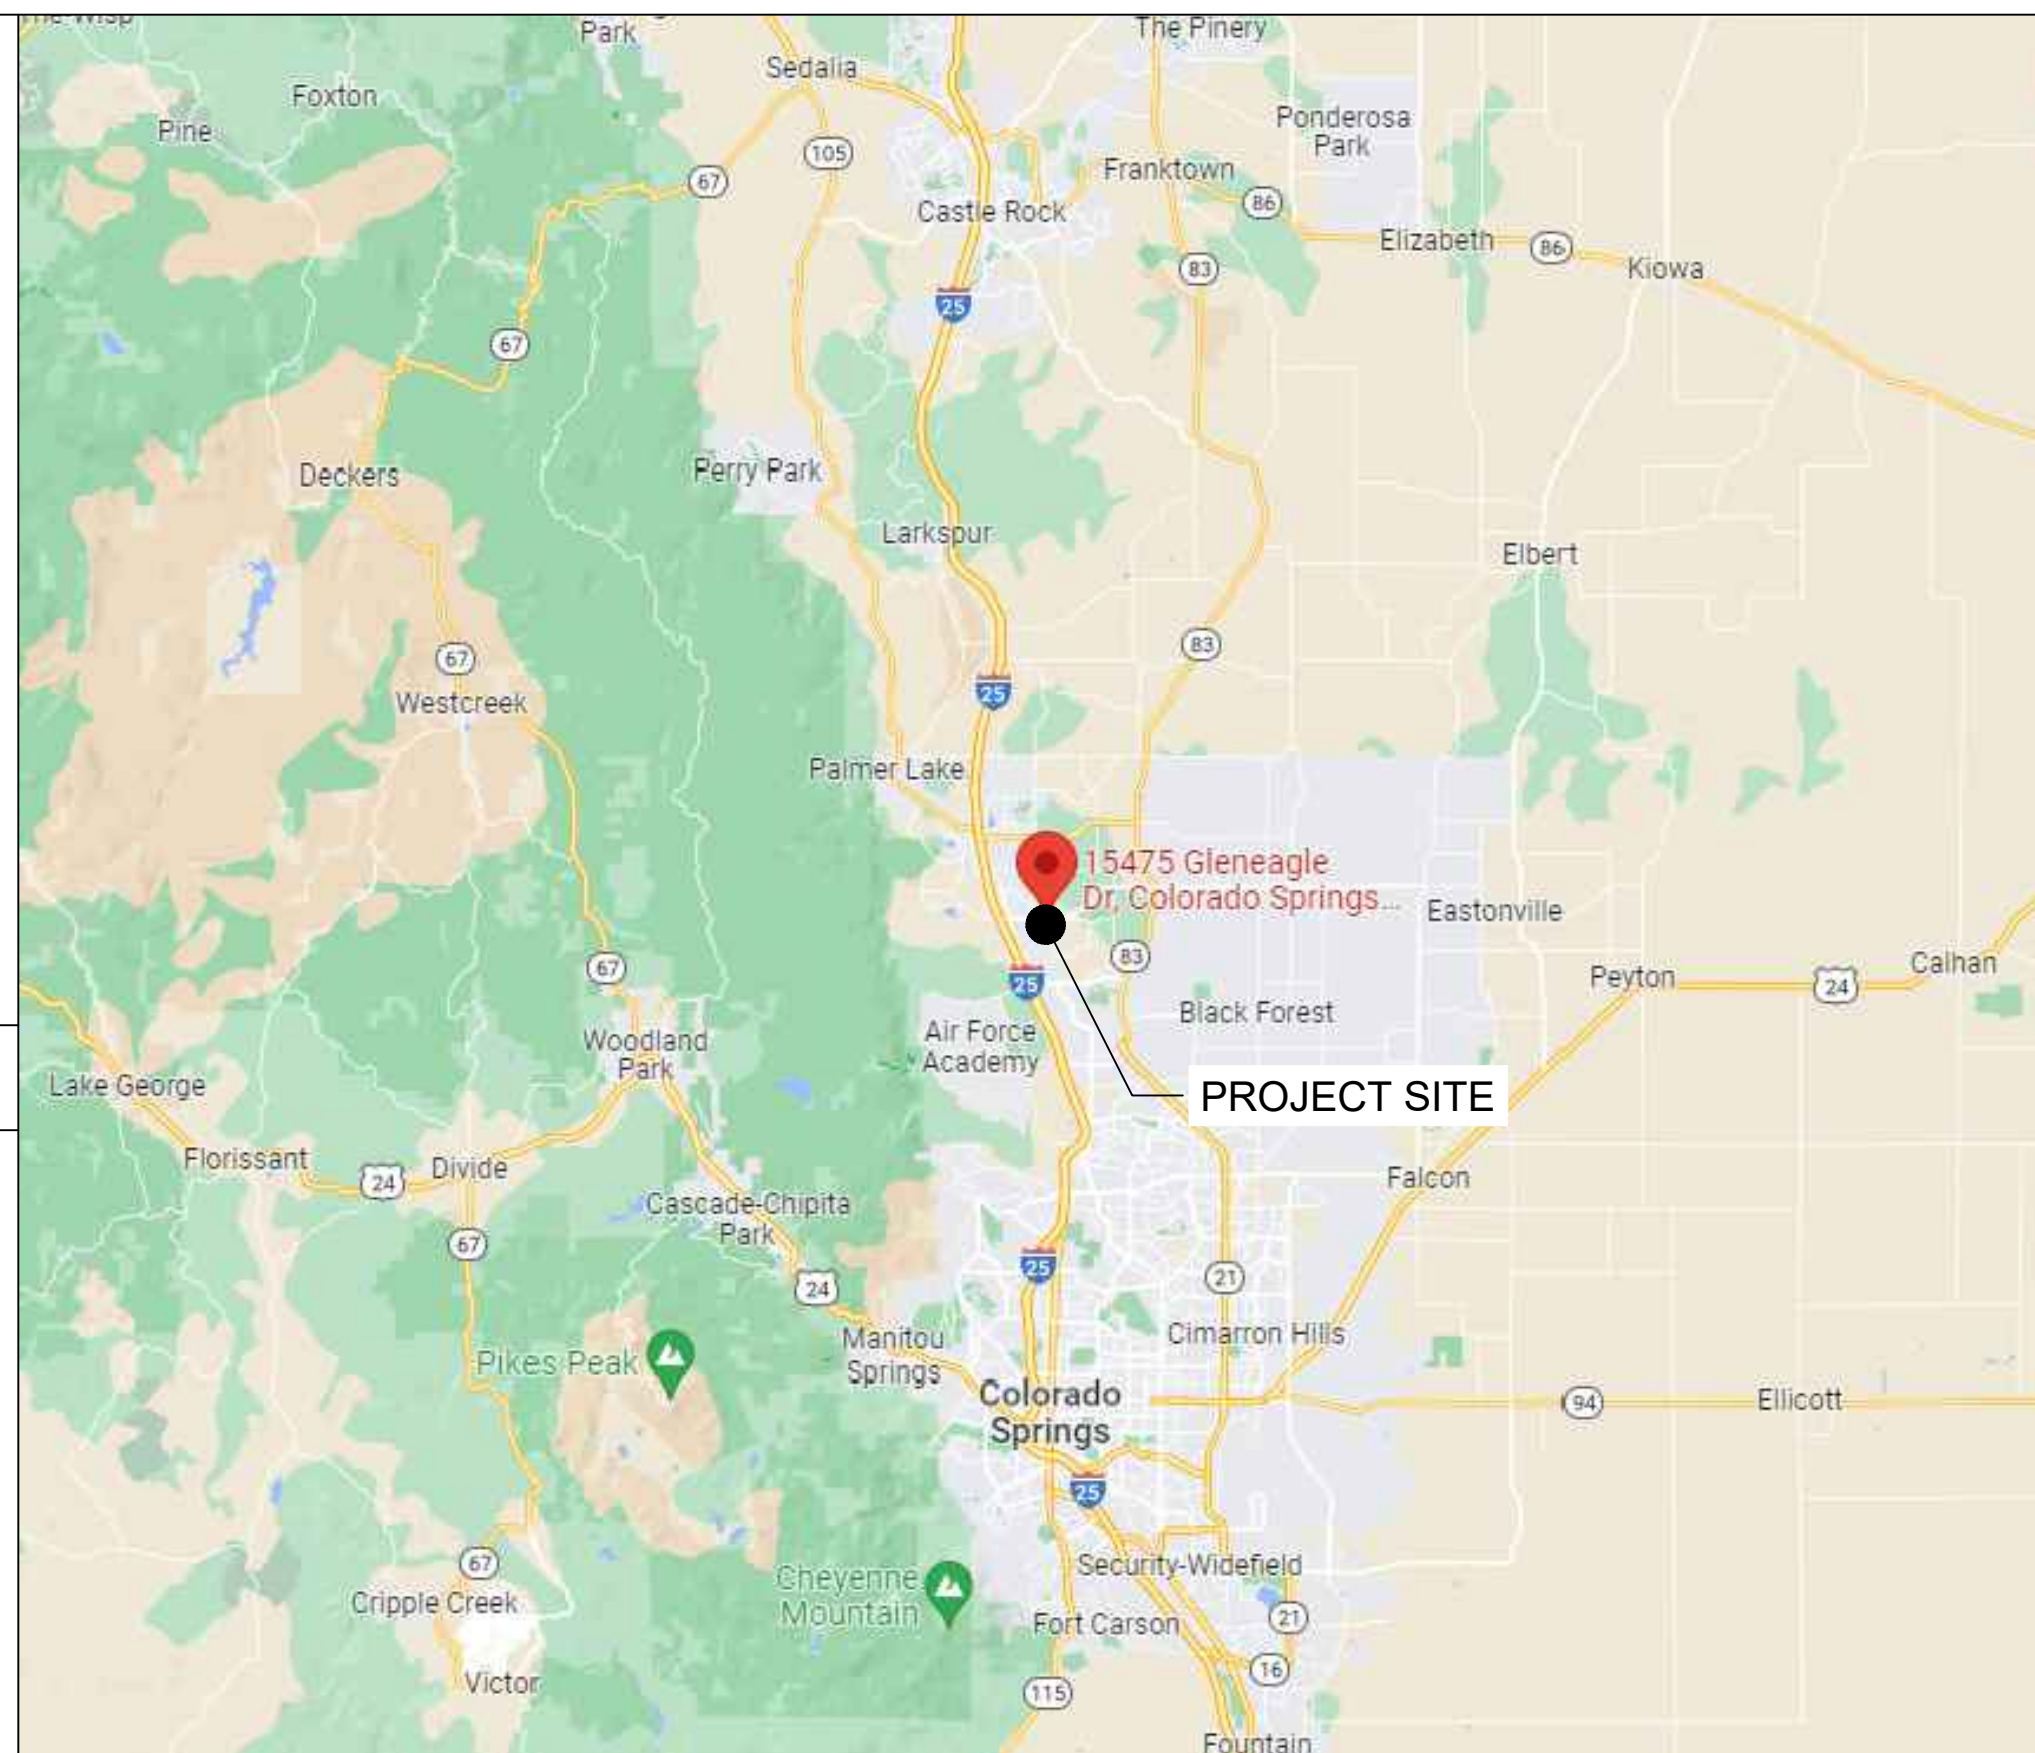 Park
The Pinery
Sedalia
Foxton
Pine
Ponderosa
Park
105
67
Franktown
86
Castle Rock
Elizabeth
86
Kiowa
83
25
67
Perry Park
Deckers
Larkspur
Elbert
83
67
25
Westcreek
Palmer Lake
15475 Gleneagle
Dr, Colorado Springs...
Eastonville
83
67
25
Peyton
24
Calhan
Black Forest
Air Force
Academy
Woodland
Park
Lake George
PROJECT SITE
Florissant
24
Divide
Falcon
Cascade-Chipita
Park
67
25
21
24
Cimarron Hills
Manitou
Springs
Pikes Peak
Colorado
Springs
94
Ellicott
25
67
Security-Widefield
Cheyenne
Mountain
Cripple Creek
Fort Carson
21
16
Victor
115
Fountain